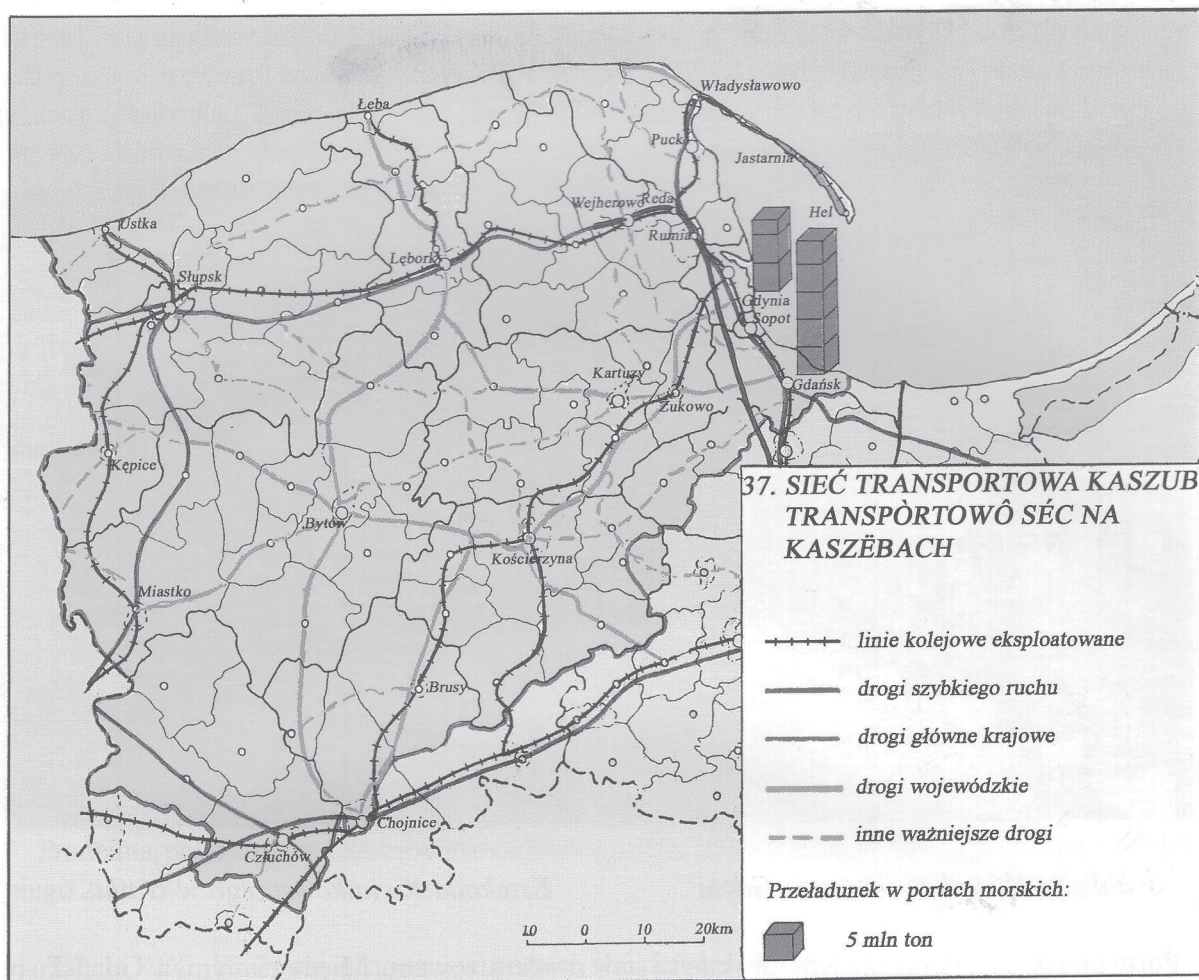 Władysławowo
Łeba
Puck
Jastarnia
Wejherowo
Reda
Hel
Ustka
Rumia
Lębork
Słupsk
Gdynia
Sopot
Kartuzy
Żukowo
Gdańsk
Kępice
37. SIEĆ TRANSPORTOWA KASZUB
TRANSPÒRTOWÔ SÉC NA
KASZËBACH
Bytów
Kościerzyna
Miastko
linie kolejowe eksploatowane
Brusy
drogi szybkiego ruchu
drogi główne krajowe
drogi wojewódzkie
Chojnice
inne ważniejsze drogi
Człuchów
Przeładunek w portach morskich:
10 0 10 20km
5 mln ton